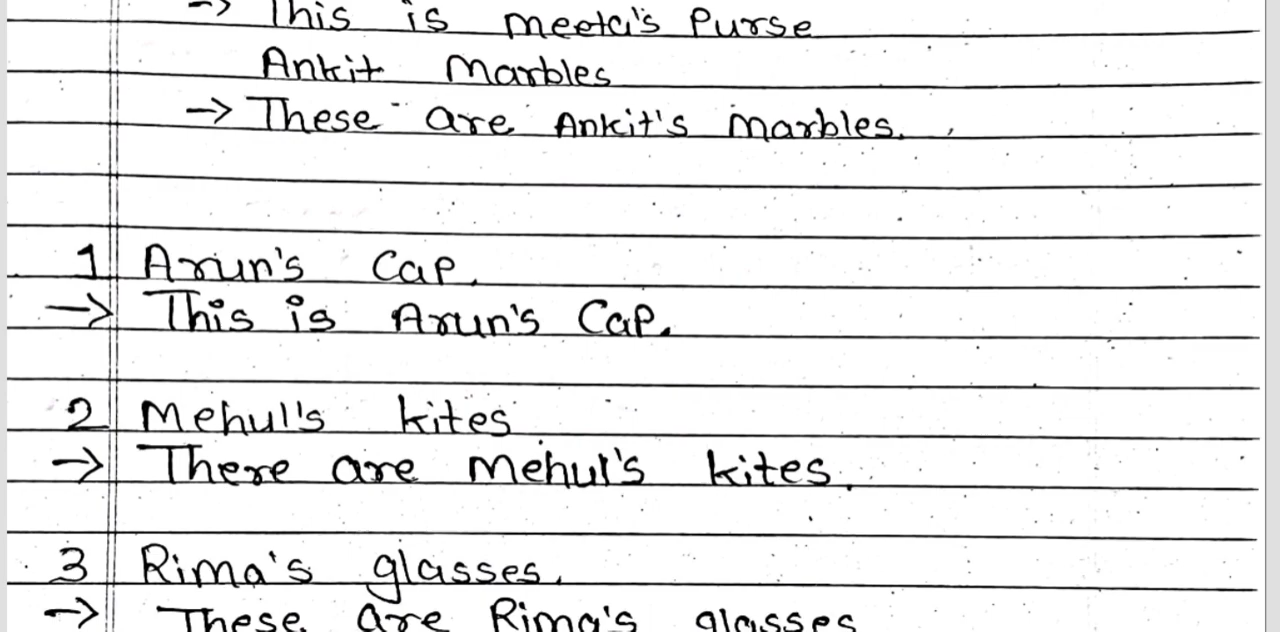 -> This is meeta's Purse
Ankit Marbles
-> These are Ankit's marbles.
1 Arun's Cap.
-> This is Arun's Cap.
2 Mehul's kites
-> There are Mehul's kites.
3 Rima's glasses.
-> These are Rima's glasses